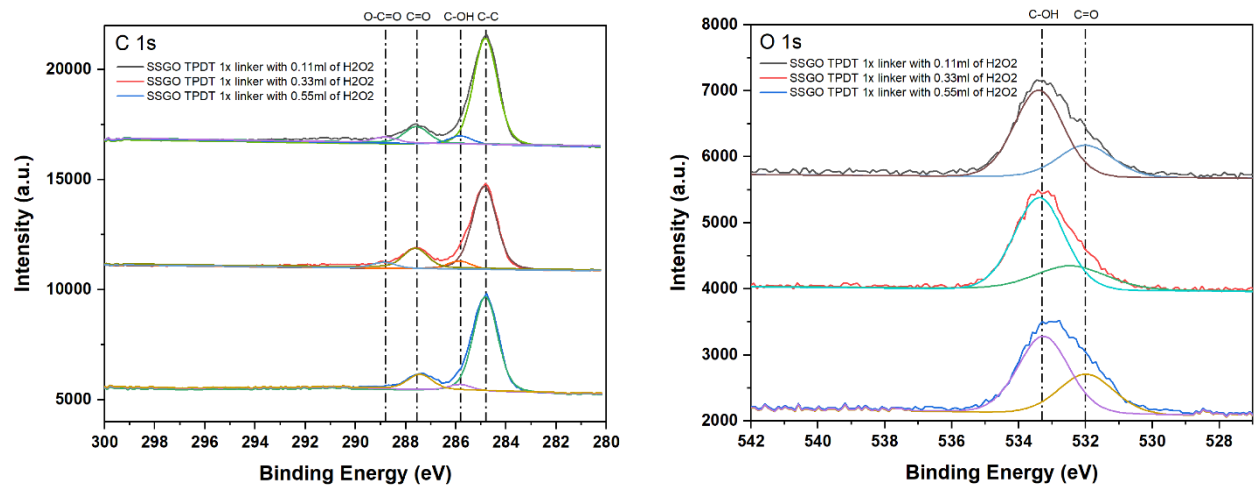 O-C=O C=O C-OH C-C
C 1s
SSGO TPDT 1x linker with 0.11ml of H2O2
SSGO TPDT 1x linker with 0.33ml of H2O2
SSGO TPDT 1x linker with 0.55ml of H2O2
20000
15000
10000
5000
Intensity (a.u.)
300 298 296 294 292 290 288 286 284 282 280
Binding Energy (eV)
C-OH C=O
O 1s
SSGO TPDT 1x linker with 0.11ml of H2O2
SSGO TPDT 1x linker with 0.33ml of H2O2
SSGO TPDT 1x linker with 0.55ml of H2O2
8000
7000
6000
5000
4000
3000
2000
Intensity (a.u.)
542 540 538 536 534 532 530 528
Binding Energy (eV)